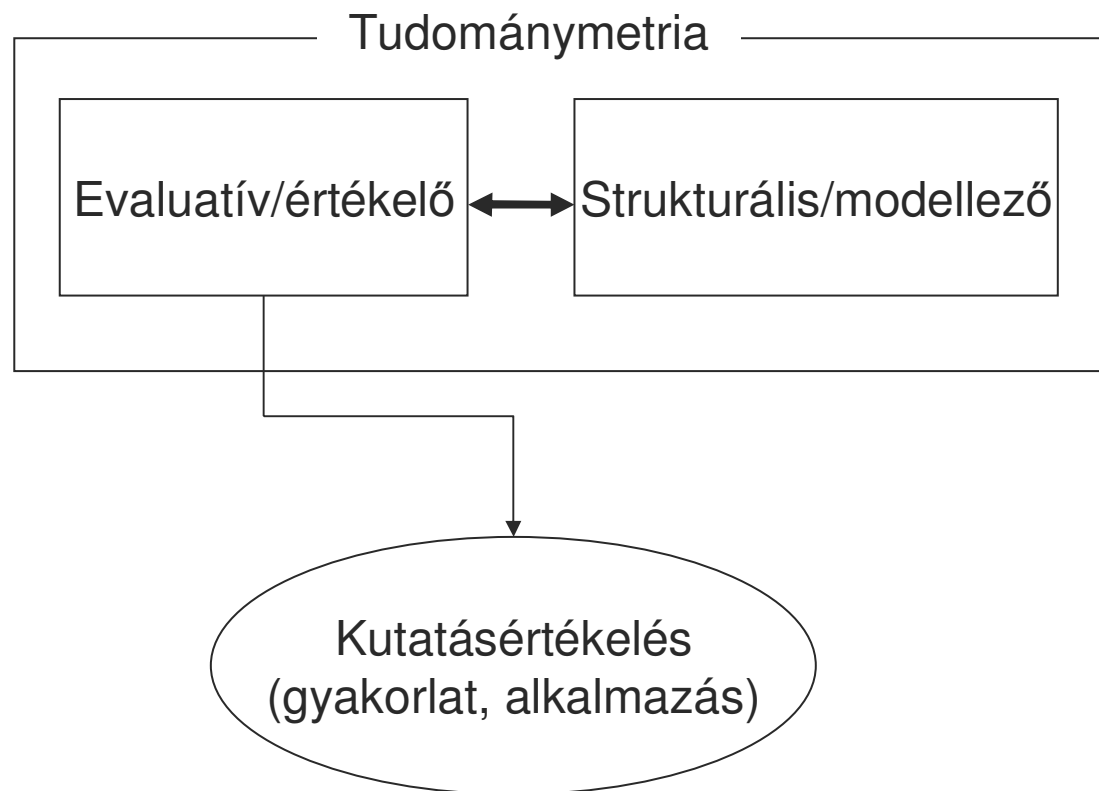 Tudománymetria
Evaluatív/értékelő
Strukturális/modellező
Kutatásértékelés
(gyakorlat, alkalmazás)